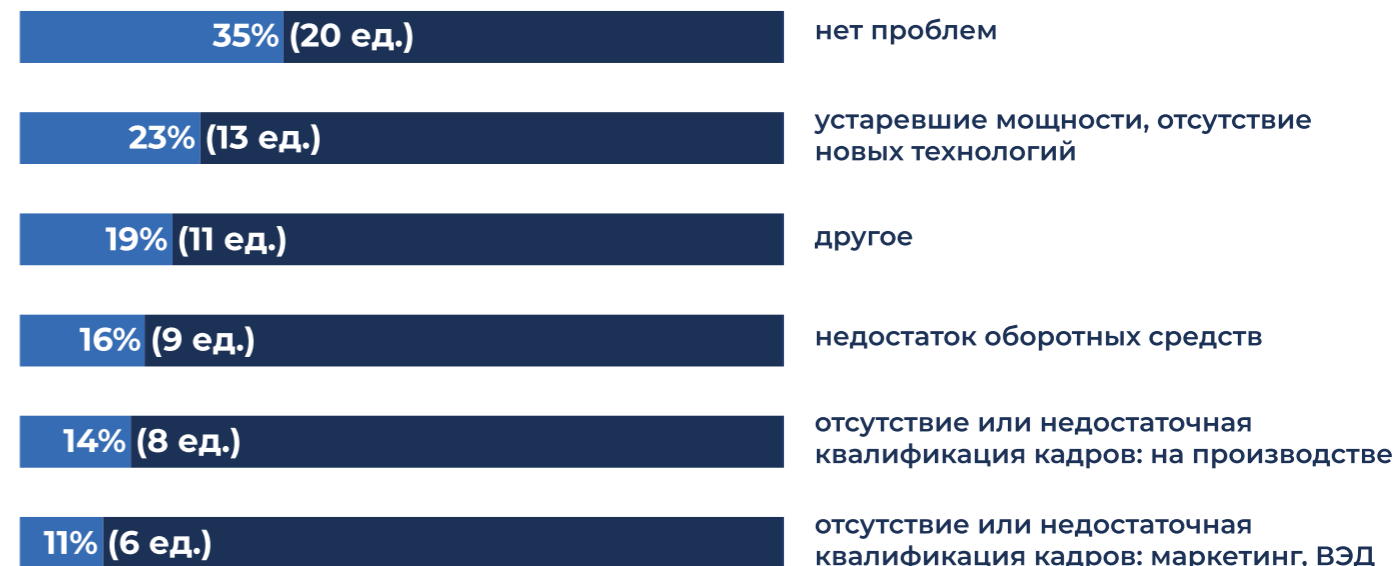 35% (20 ед.)
нет проблем
23% (13 ед.)
устаревшие мощности, отсутствие
новых технологий
19% (11 ед.)
другое
16% (9 ед.)
недостаток оборотных средств
14% (8 ед.)
отсутствие или недостаточная
квалификация кадров: на производстве
11% (6 ед.)
отсутствие или недостаточная
квалификация кадров: маркетинг, ВЭД